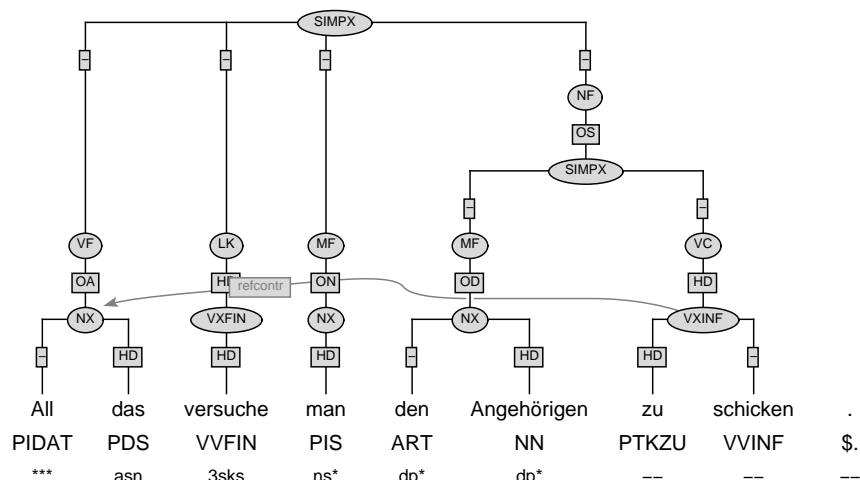 SIMPX
– – – –
NF
OS
SIMPX
– –
VF LK MF MF VC
OA HD ON OD HD
refcontr
NX VXFIN NX NX VXINF
– HD HD HD – HD HD –
All das versuche man den Angehörigen zu schicken .
PIDAT PDS VVFIN PIS ART NN PTKZU VVINF $.
*** asn 3sks ns* dp* dp* –– –– ––